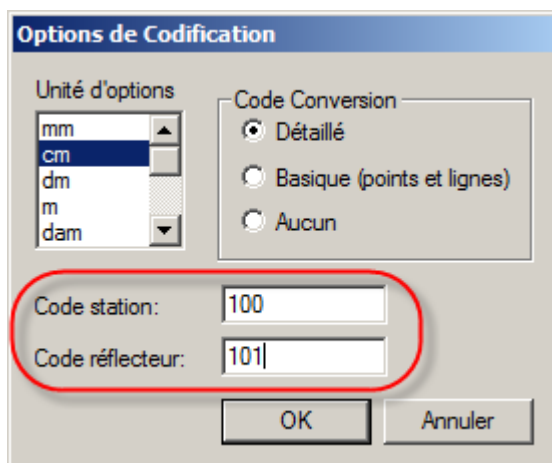 Options de Codification
Unité d'options
mm
cm
dm
m
dam
Code Conversion
Détaillé
Basique (points et lignes)
Aucun
Code station: 100
Code réflecteur: 101
OK Annuler